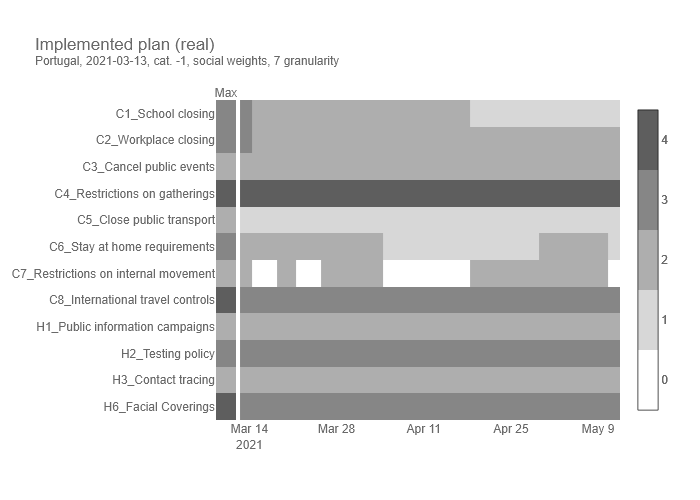 Implemented plan (real)
Portugal, 2021-03-13, cat. -1, social weights, 7 granularity
Max
C1_School closing
C2_Workplace closing
C3_Cancel public events
C4_Restrictions on gatherings
C5_Close public transport
C6_Stay at home requirements
C7_Restrictions on internal movement
C8_International travel controls
H1_Public information campaigns
H2_Testing policy
H3_Contact tracing
H6_Facial Coverings
Mar 14
2021
Mar 28
Apr 11
Apr 25
May 9
4
3
2
1
0